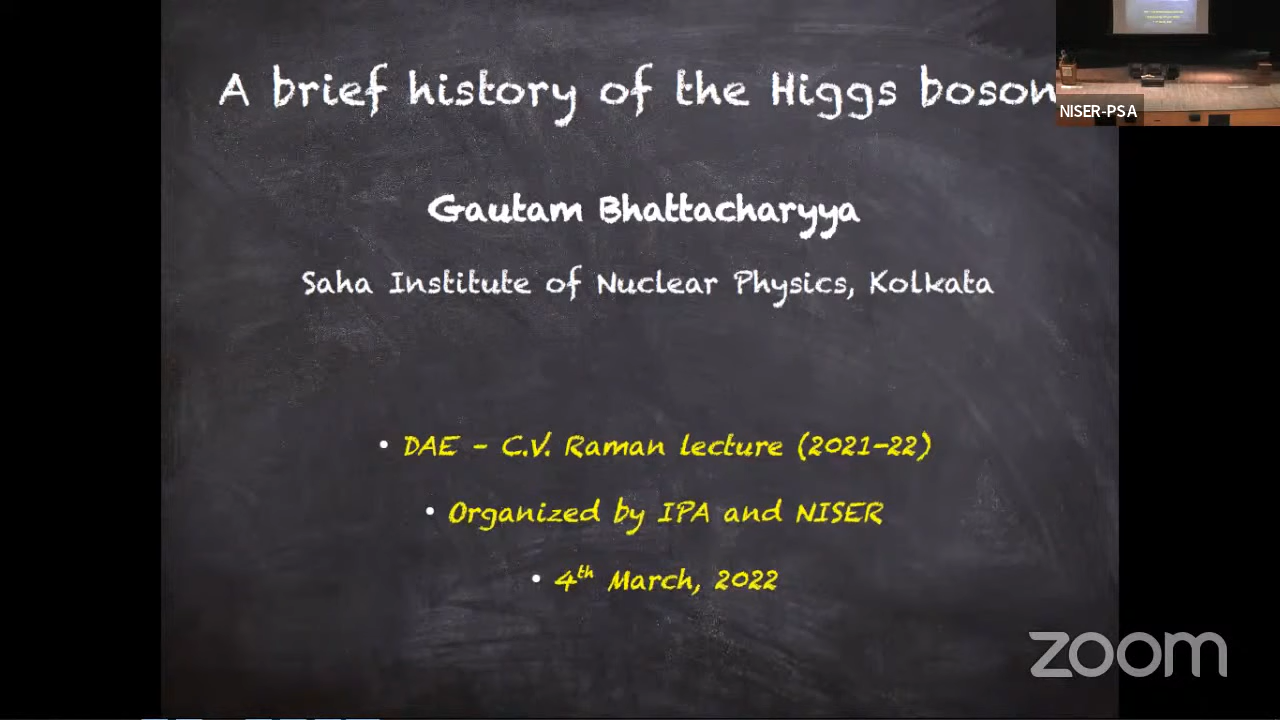 A brief history of the Higgs boson
NISER-PSA
Gautam Bhattacharyya
Saha Institute of Nuclear Physics, Kolkata
• DAE - C.V. Raman lecture (2021-22)
• Organized by IPA and NISER
• 4th March, 2022
zoom